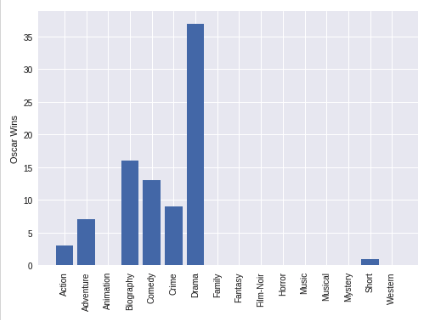 Oscar Wins
35
30
25
20
15
10
5
0
Action
Adventure
Animation
Biography
Comedy
Crime
Drama
Family
Fantasy
Film-Noir
Horror
Music
Musical
Mystery
Short
Western